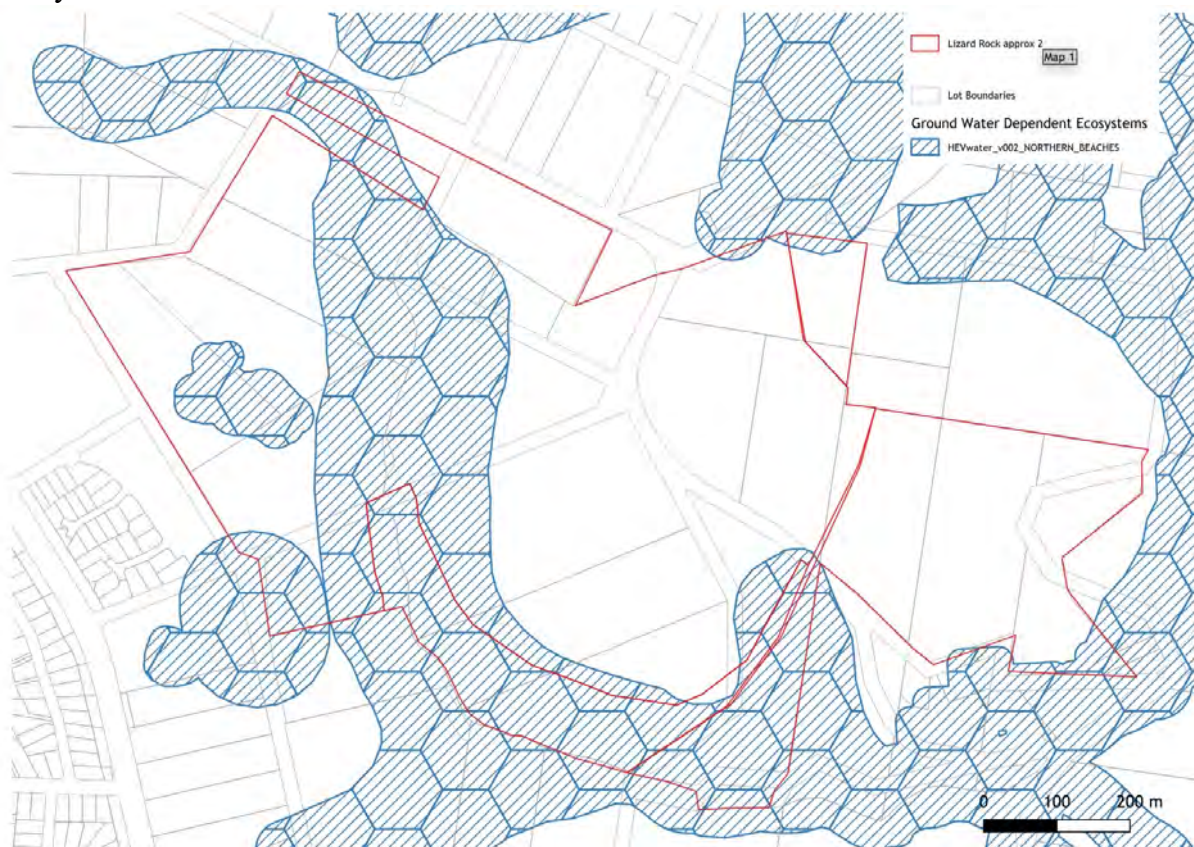 Lizard Rock approx 2
Map 1
Lot Boundaries
Ground Water Dependent Ecosystems
HEVwater_v002_NORTHERN_BEACHES
0 100 200 m